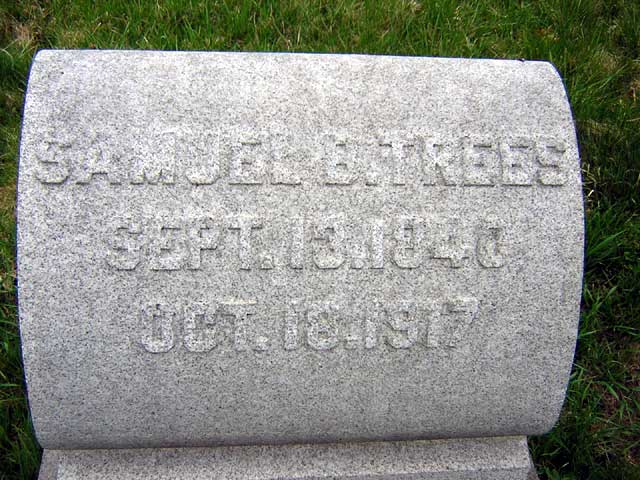 SAMUEL B. TREES
SEPT. 13. 1840
OCT. 18. 1917